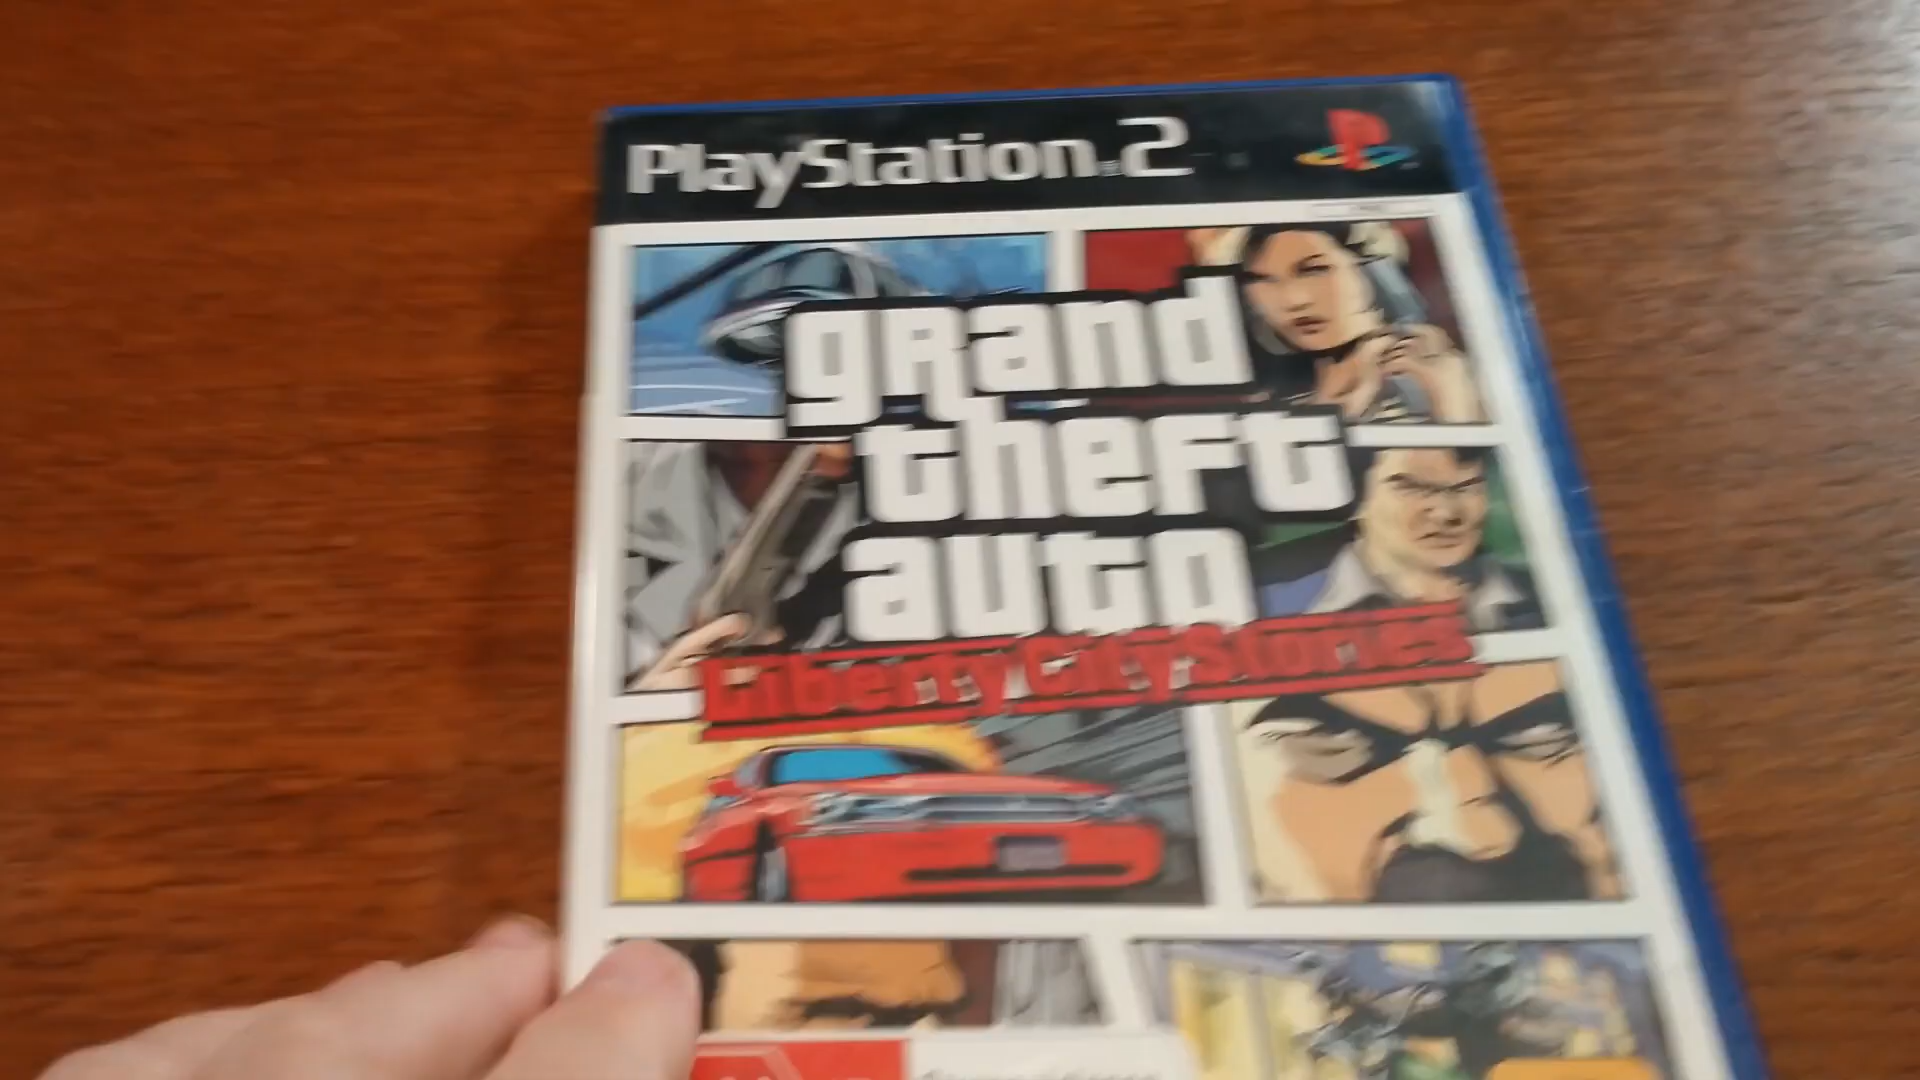 PlayStation 2
grand
theft
auto
Liberty City Stories